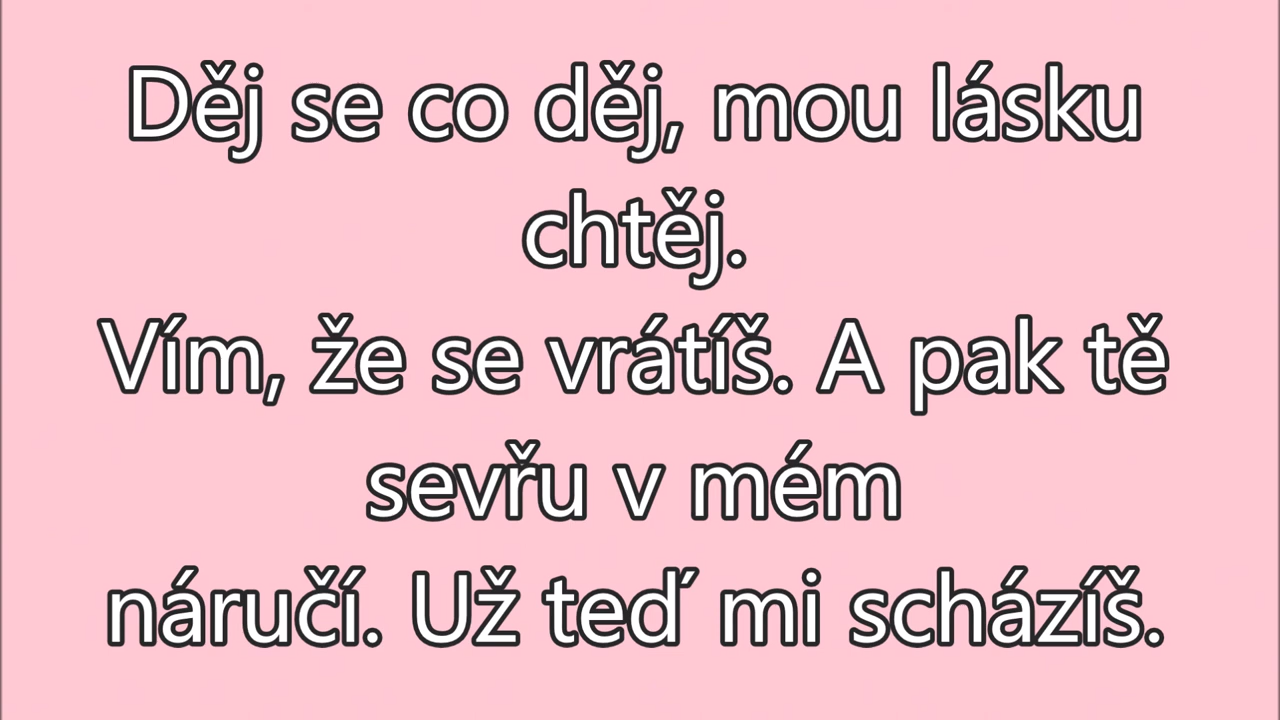 Děj se co děj, mou lásku
chtěj.
Vím, že se vrátíš. A pak tě
sevřu v mém
náručí. Už teď mi scházíš.